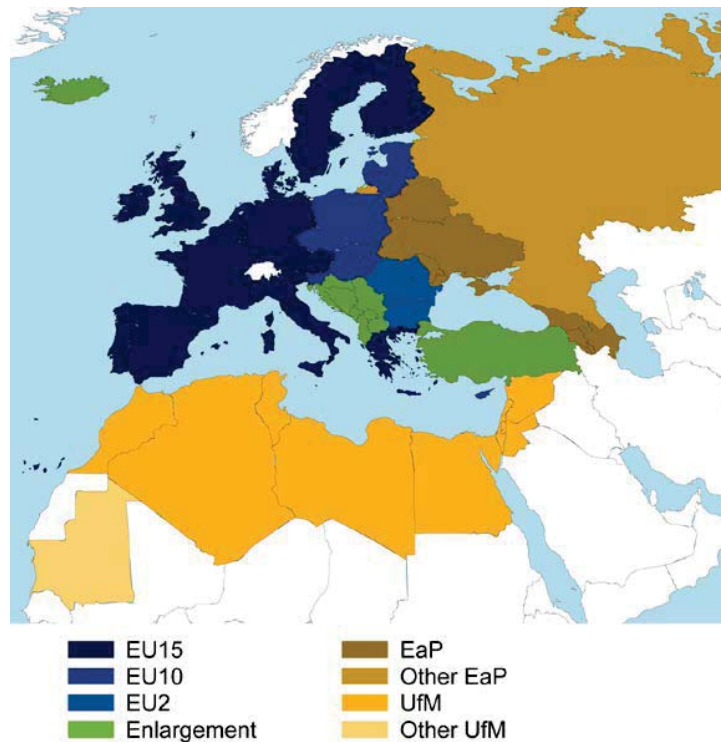 EU15
EU10
EU2
Enlargement
EaP
Other EaP
UfM
Other UfM